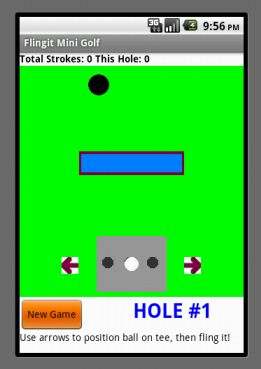 3G 9:56 PM
Flingit Mini Golf
Total Strokes: 0 This Hole: 0
New Game
HOLE #1
Use arrows to position ball on tee, then fling it!